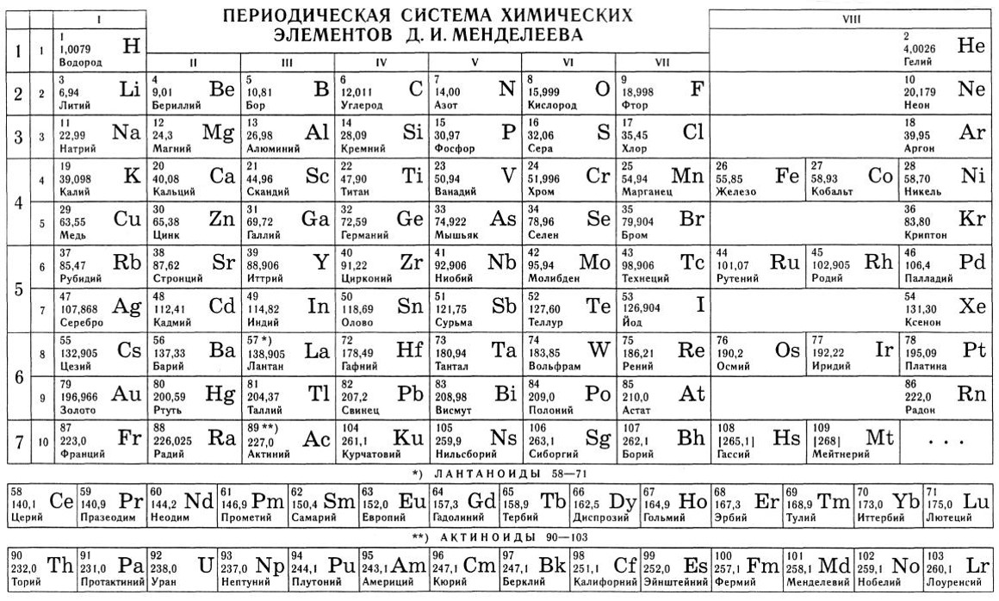 ПЕРИОДИЧЕСКАЯ СИСТЕМА ХИМИЧЕСКИХ
ЭЛЕМЕНТОВ Д. И. МЕНДЕЛЕЕВА
I II III IV V VI VII VIII
1 1
1 1,0079 H Водород
2 4,0026 He Гелий
2 2
3 6,94 Li Литий
4 9,01 Be Бериллий
5 10,81 B Бор
6 12,011 C Углерод
7 14,00 N Азот
8 15,999 O Кислород
9 18,998 F Фтор
10 20,179 Ne Неон
3 3
11 22,99 Na Натрий
12 24,3 Mg Магний
13 26,98 Al Алюминий
14 28,09 Si Кремний
15 30,97 P Фосфор
16 32,06 S Сера
17 35,45 Cl Хлор
18 39,95 Ar Аргон
4 4
19 39,098 K Калий
20 40,08 Ca Кальций
21 44,96 Sc Скандий
22 47,90 Ti Титан
23 50,94 V Ванадий
24 51,996 Cr Хром
25 54,94 Mn Марганец
26 55,85 Fe Железо
27 58,93 Co Кобальт
28 58,70 Ni Никель
5
29 63,55 Cu Медь
30 65,38 Zn Цинк
31 69,72 Ga Галлий
32 72,59 Ge Германий
33 74,922 As Мышьяк
34 78,96 Se Селен
35 79,904 Br Бром
36 83,80 Kr Криптон
5 6
37 85,47 Rb Рубидий
38 87,62 Sr Стронций
39 88,906 Y Иттрий
40 91,22 Zr Цирконий
41 92,906 Nb Ниобий
42 95,94 Mo Молибден
43 98,906 Tc Технеций
44 101,07 Ru Рутений
45 102,905 Rh Родий
46 106,4 Pd Палладий
7
47 107,868 Ag Серебро
48 112,41 Cd Кадмий
49 114,82 In Индий
50 118,69 Sn Олово
51 121,75 Sb Сурьма
52 127,60 Te Теллур
53 126,904 I Йод
54 131,30 Xe Ксенон
6 8
55 132,905 Cs Цезий
56 137,33 Ba Барий
57 *) 138,905 La Лантан
72 178,49 Hf Гафний
73 180,94 Ta Тантал
74 183,85 W Вольфрам
75 186,21 Re Рений
76 190,2 Os Осмий
77 192,22 Ir Иридий
78 195,09 Pt Платина
9
79 196,966 Au Золото
80 200,59 Hg Ртуть
81 204,37 Tl Таллий
82 207,2 Pb Свинец
83 208,98 Bi Висмут
84 209,0 Po Полоний
85 210,0 At Астат
86 222,0 Rn Радон
7 10
87 223,0 Fr Франций
88 226,025 Ra Радий
89 **) 227,0 Ac Актиний
104 261,1 Ku Курчатовий
105 259,9 Ns Нильсборий
106 263,1 Sg Сиборгий
107 262,1 Bh Борий
108 [265,1] Hs Гассий
109 [268] Mt Мейтнерий
. . .
*) ЛАНТАНОИДЫ 58—71
58 140,1 Ce Церий
59 140,9 Pr Празеодим
60 144,2 Nd Неодим
61 146,9 Pm Прометий
62 150,4 Sm Самарий
63 152,0 Eu Европий
64 157,3 Gd Гадолиний
65 158,9 Tb Тербий
66 162,5 Dy Диспрозий
67 164,9 Ho Гольмий
68 167,3 Er Эрбий
69 168,9 Tm Тулий
70 173,0 Yb Иттербий
71 175,0 Lu Лютеций
**) АКТИНОИДЫ 90—103
90 232,0 Th Торий
91 231,0 Pa Протактиний
92 238,0 U Уран
93 237,0 Np Нептуний
94 244,1 Pu Плутоний
95 243,1 Am Америций
96 247,1 Cm Кюрий
97 247,1 Bk Берклий
98 251,1 Cf Калифорний
99 252,0 Es Эйнштейний
100 257,1 Fm Фермий
101 258,1 Md Менделевий
102 259,1 No Нобелий
103 260,1 Lr Лоуренсий